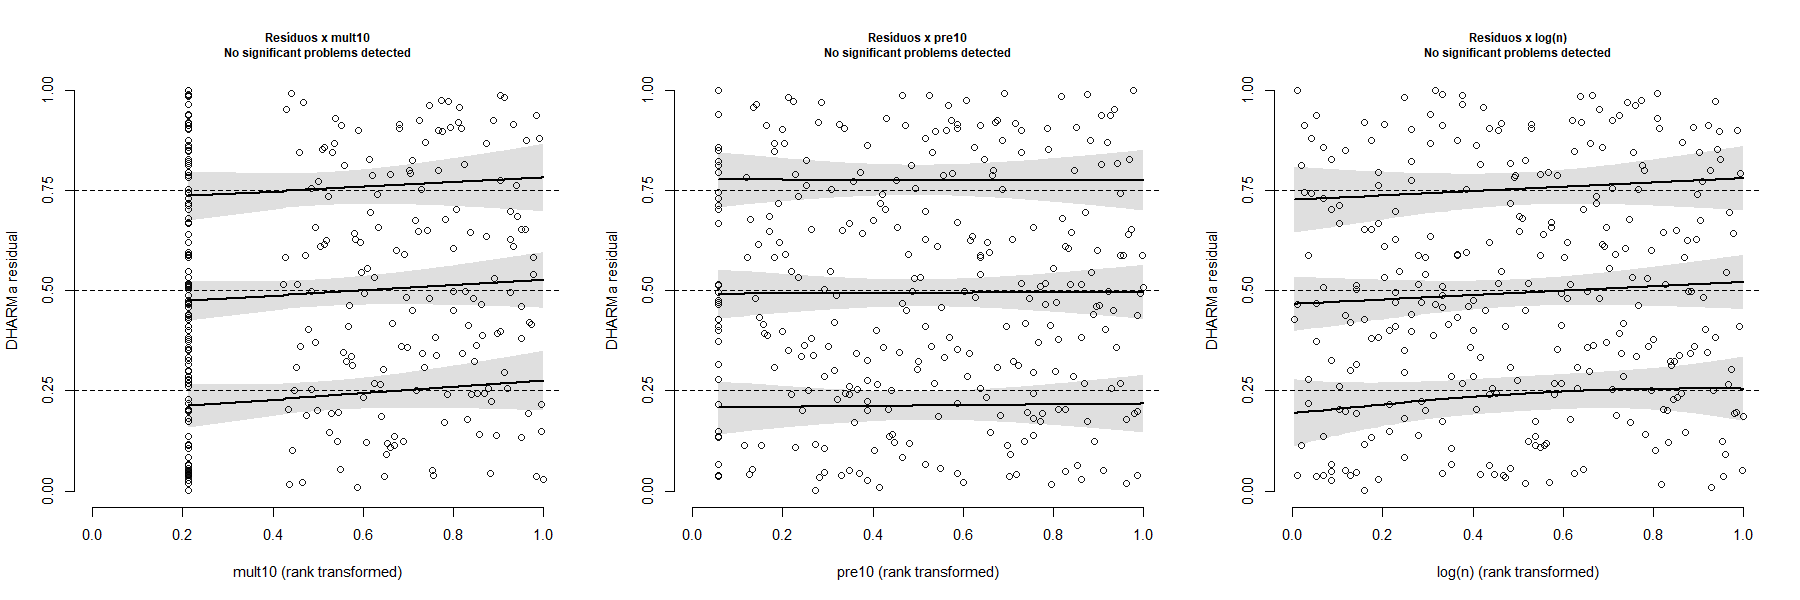 Resíduos x mult10
No significant problems detected
DHARMa residual
1.00
0.75
0.50
0.25
0.00
0.0 0.2 0.4 0.6 0.8 1.0
mult10 (rank transformed)
Resíduos x pre10
No significant problems detected
DHARMa residual
1.00
0.75
0.50
0.25
0.00
0.0 0.2 0.4 0.6 0.8 1.0
pre10 (rank transformed)
Resíduos x log(n)
No significant problems detected
DHARMa residual
1.00
0.75
0.50
0.25
0.00
0.0 0.2 0.4 0.6 0.8 1.0
log(n) (rank transformed)